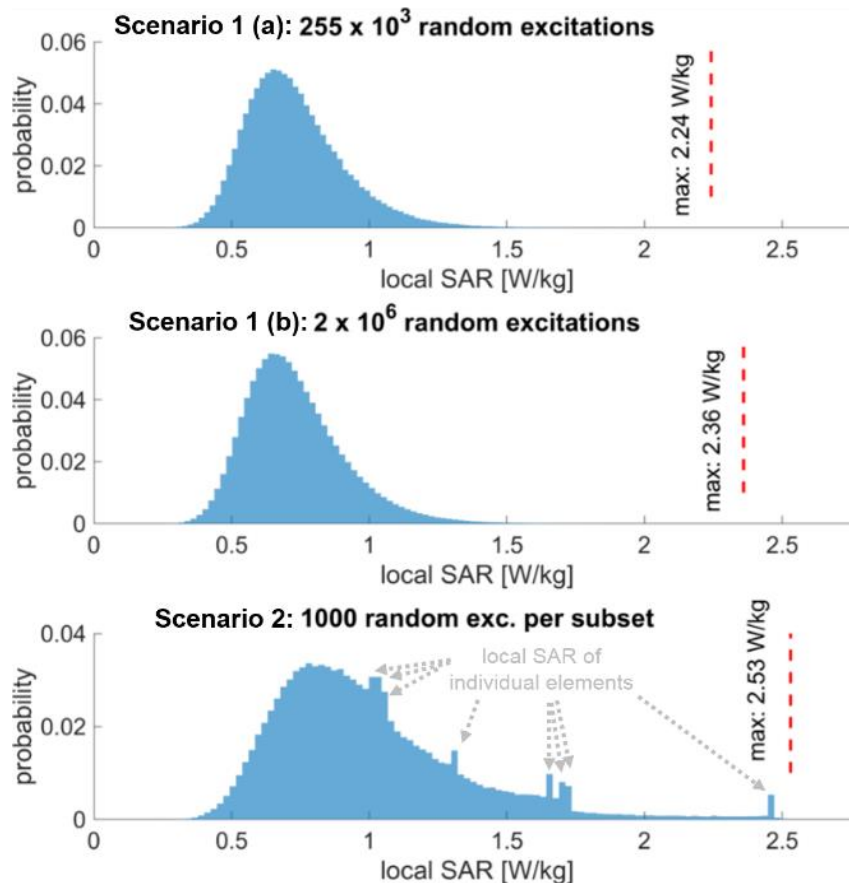 Scenario 1 (a): 255 x 10³ random excitations
0.06
0.04
0.02
0
probability
max: 2.24 W/kg
0 0.5 1 1.5 2 2.5
local SAR [W/kg]
Scenario 1 (b): 2 x 10⁶ random excitations
0.06
0.04
0.02
0
probability
max: 2.36 W/kg
0 0.5 1 1.5 2 2.5
local SAR [W/kg]
Scenario 2: 1000 random exc. per subset
0.04
0.02
0
probability
local SAR of
individual elements
max: 2.53 W/kg
0 0.5 1 1.5 2 2.5
local SAR [W/kg]